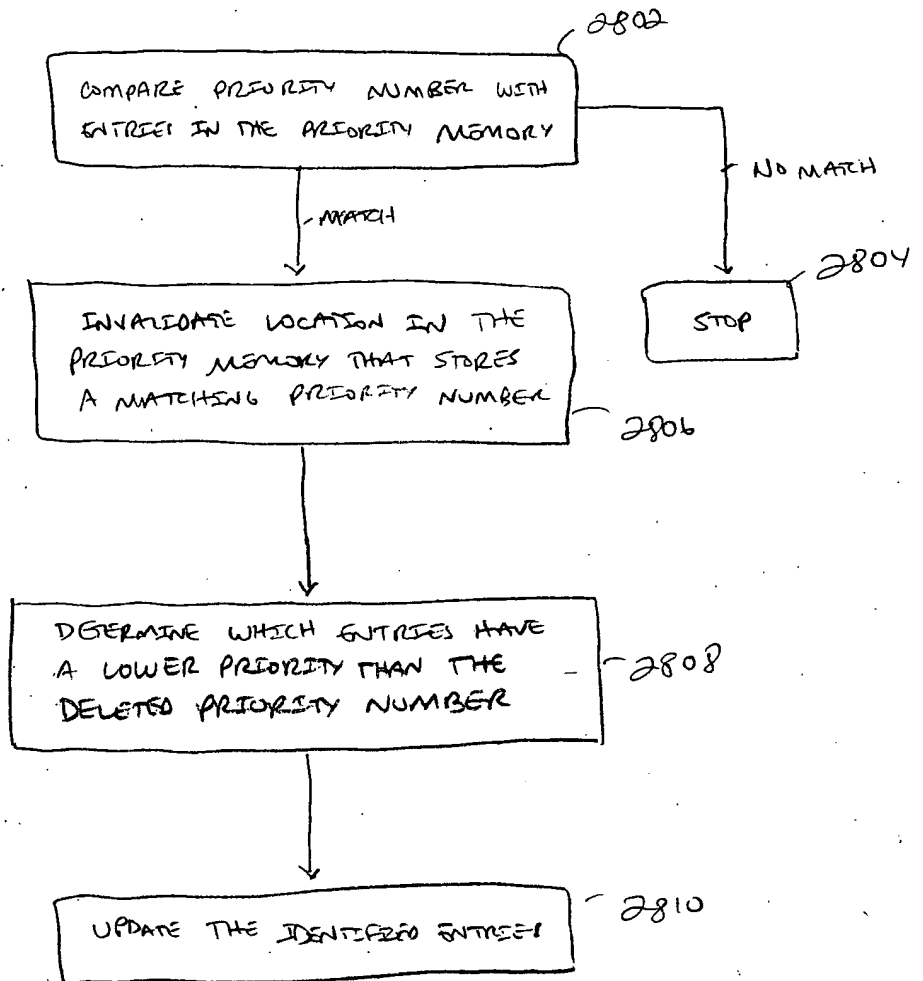 2802
COMPARE PRIORITY NUMBER WITH
ENTRIES IN THE PRIORITY MEMORY
NO MATCH
MATCH
2804
STOP
INVALIDATE LOCATION IN THE
PRIORITY MEMORY THAT STORES
A MATCHING PRIORITY NUMBER
2806
DETERMINE WHICH ENTRIES HAVE
A LOWER PRIORITY THAN THE
DELETED PRIORITY NUMBER
2808
UPDATE THE IDENTIFIED ENTRIES
2810